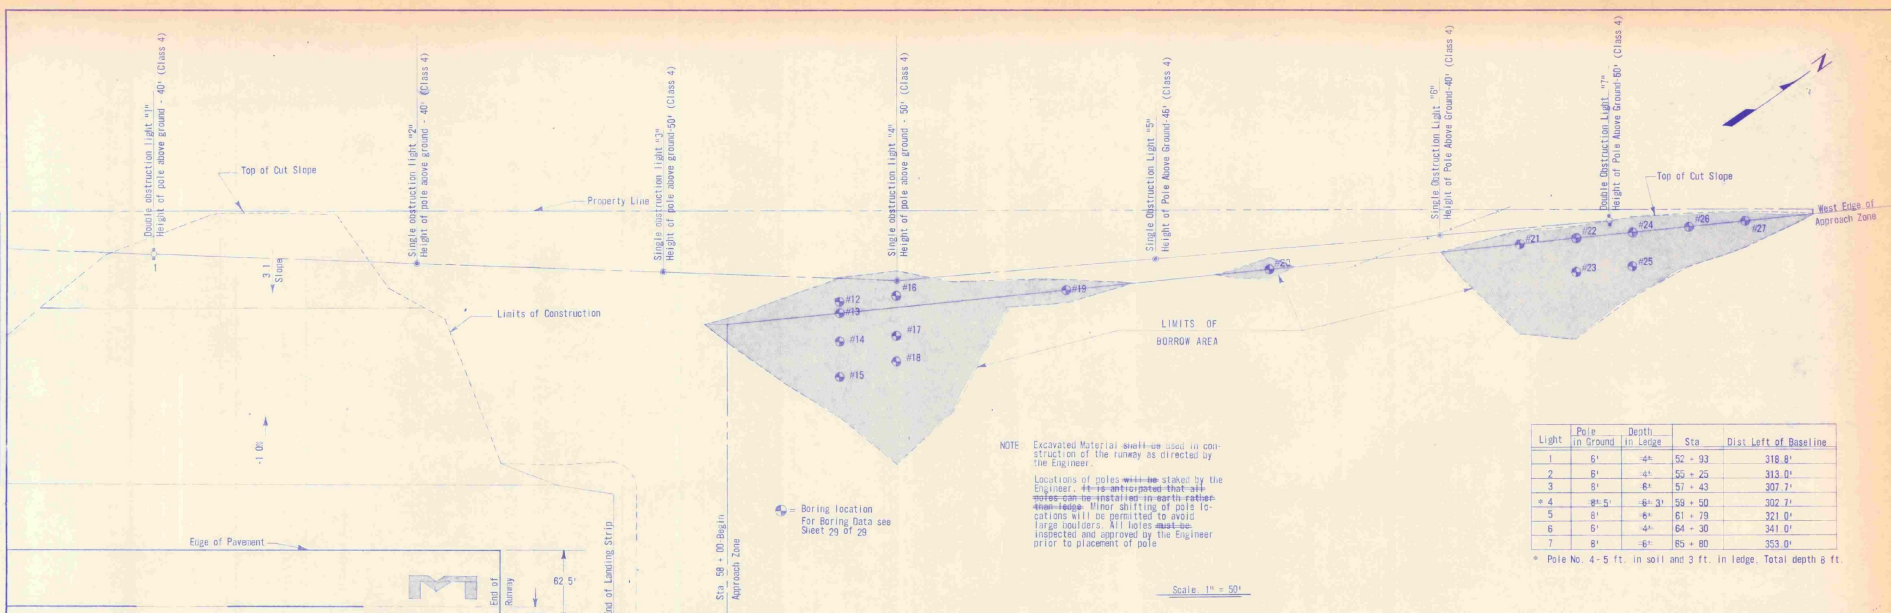 Double obstruction light "1"
Height of pole above ground - 40' (Class 4)
Single obstruction light "2"
Height of pole above ground - 40' (Class 4)
Single obstruction light "3"
Height of pole above ground-50' (Class 4)
Single obstruction light "4"
Height of pole above ground - 50' (Class 4)
Single Obstruction Light "5"
Height of Pole Above Ground-45' (Class 4)
Single Obstruction Light "6"
Height of Pole Above Ground-40' (Class 4)
Double Obstruction Light "7"
Height of Pole Above Ground-60' (Class 4)
N
Top of Cut Slope
Property Line
Top of Cut Slope
West Edge of
Approach Zone
1
3 1
Slope
Limits of Construction
#12
#13
#14
#15
#16
#17
#18
#19
#20
#21
#22
#23
#24
#25
#26
#27
LIMITS OF
BORROW AREA
Edge of Pavement
End of
Runway
62 5'
End of Landing Strip
Sta 58 + 00 Begin
Approach Zone
= Boring location
For Boring Data see
Sheet 29 of 29
NOTE Excavated Material shall be used in con-
struction of the runway as directed by
the Engineer.
Locations of poles will be staked by the
Engineer. It is anticipated that all
poles can be installed in earth rather
than ledge Minor shifting of pole lo-
cations will be permitted to avoid
large boulders. All holes must be
inspected and approved by the Engineer
prior to placement of pole
Scale 1" = 50'
Light Pole in Ground Depth in Ledge Sta Dist Left of Baseline
1 6' 4' 52 + 93 318.8'
2 6' 4' 55 + 25 313.0'
3 8' 6' 57 + 43 307.7'
* 4 8' 5' 6' 3' 59 + 50 302.7'
5 8' 6' 61 + 79 321 0'
6 6' 4' 64 + 30 341 0'
7 8' 6' 65 + 80 353.0'
* Pole No. 4 - 5 ft. in soil and 3 ft. in ledge. Total depth 8 ft.